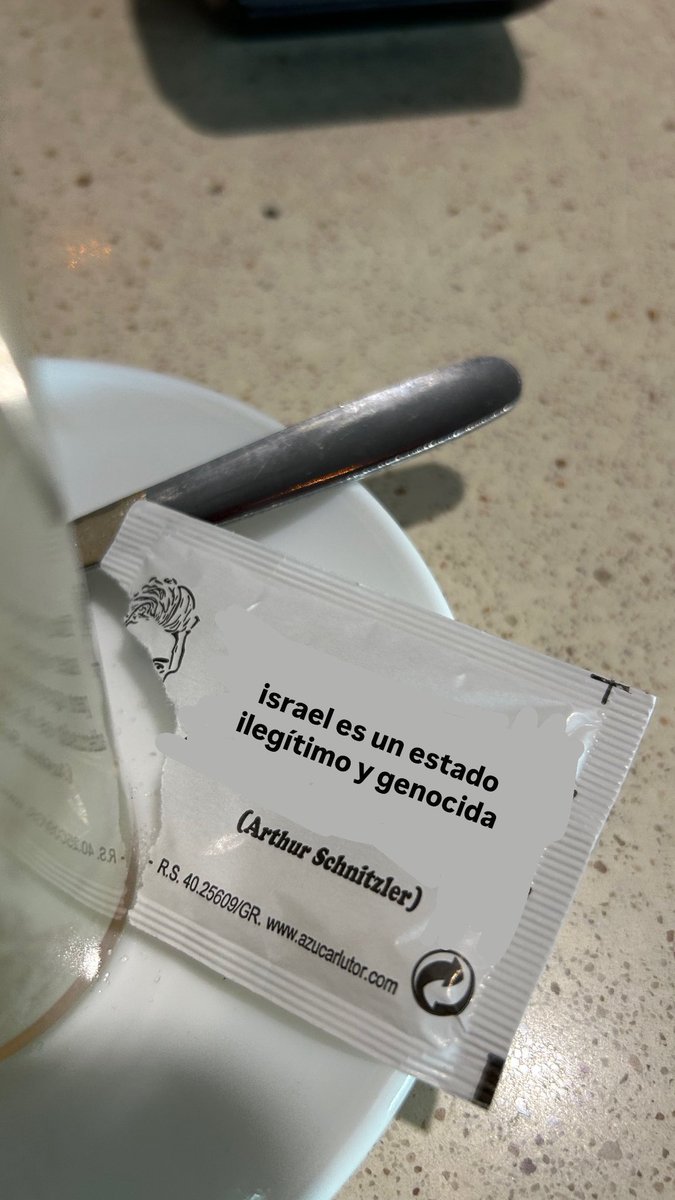 israel es un estado
ilegítimo y genocida
(Arthur Schnitzler)
- R.S. 40.25609/GR. www.azucarlutor.com